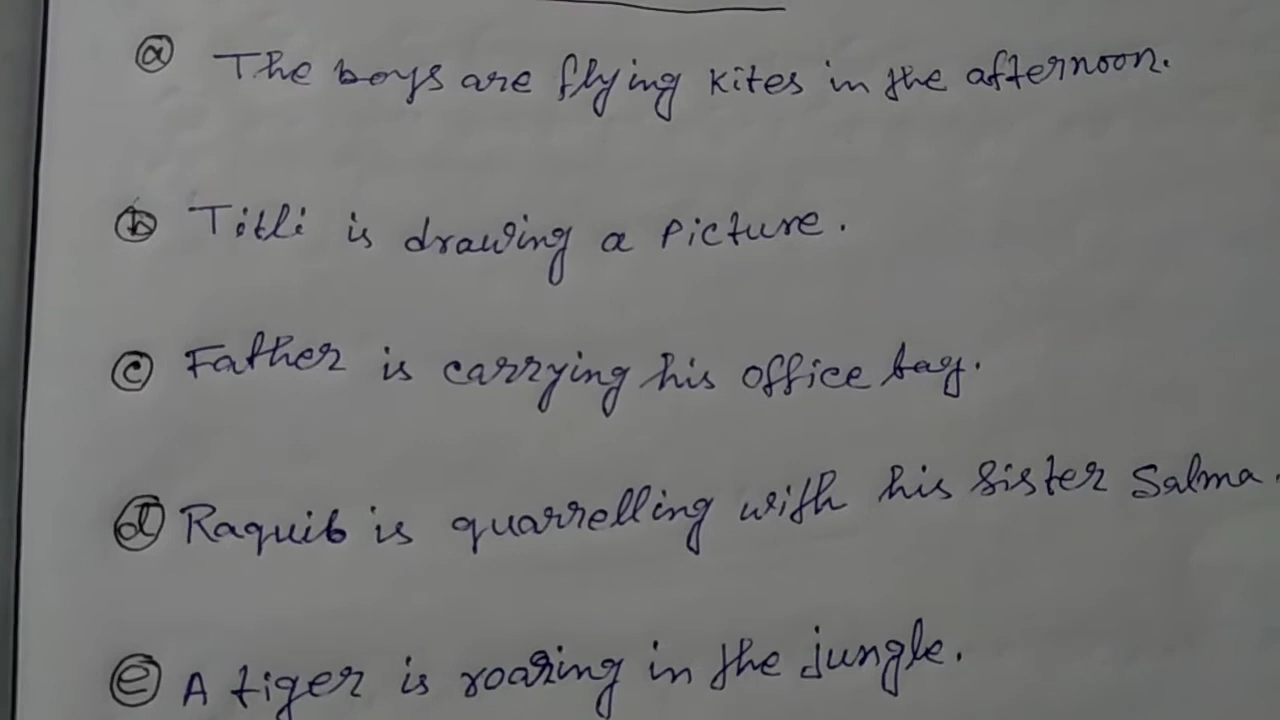 ⓐ The boys are flying kites in the afternoon.
ⓑ Titli is drawing a picture.
ⓒ Father is carrying his office bag.
ⓓ Raquib is quarrelling with his sister Salma.
ⓔ A tiger is roaring in the jungle.